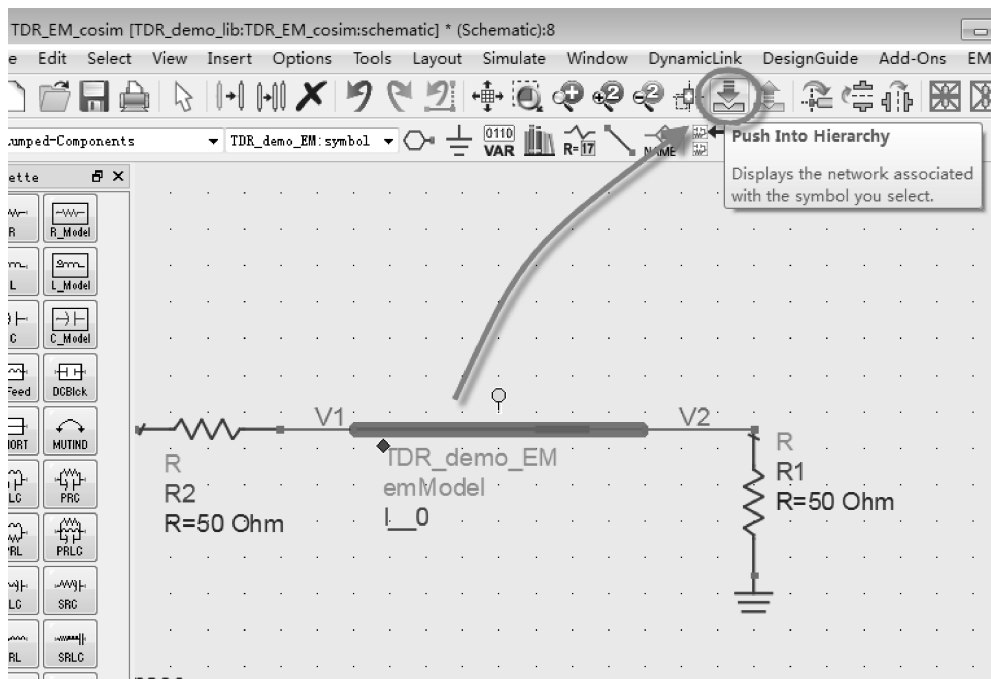 TDR_EM_cosim [TDR_demo_lib:TDR_EM_cosim:schematic] * (Schematic):8
e Edit Select View Insert Options Tools Layout Simulate Window DynamicLink DesignGuide Add-Ons EM
umped-Components TDR_demo_EM:symbol 0110 VAR R=17 NAME
Push Into Hierarchy
Displays the network associated
with the symbol you select.
ette
R R_Model
L L_Model
C C_Model
Feed DCBlck
ORT MUTIND
LC PRC
RL PRLC
LC SRC
RL SRLC
V1 V2
TDR_demo_EM
emModel
I__0
R
R2
R=50 Ohm
R
R1
R=50 Ohm